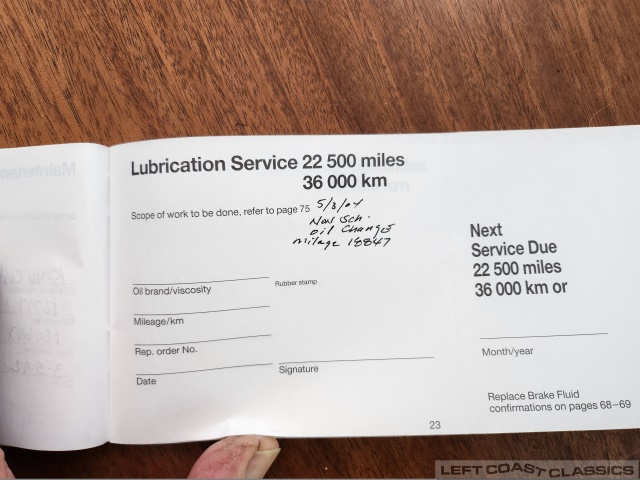 Lubrication Service 22 500 miles
36 000 km
Scope of work to be done, refer to page 75
5/3/04
Non Sch.
oil Change
milage 18847
Oil brand/viscosity
Rubber stamp
Mileage/km
Rep. order No.
Date
Signature
23
Next
Service Due
22 500 miles
36 000 km or
Month/year
Replace Brake Fluid
confirmations on pages 68–69
LEFT COAST CLASSICS